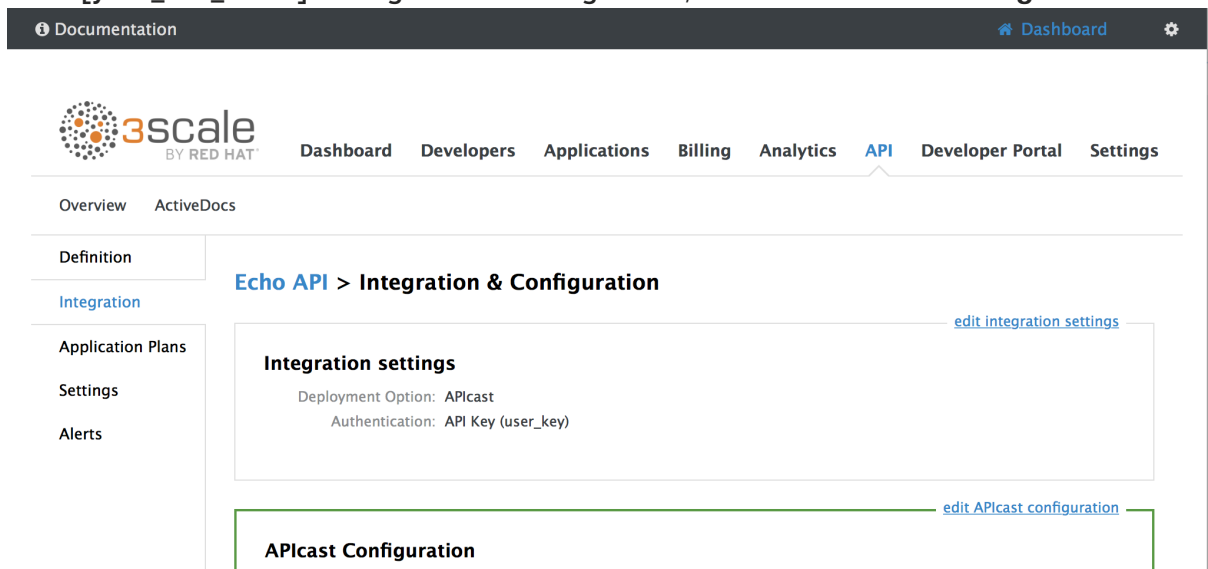 Documentation
Dashboard
3scale
BY RED HAT
Dashboard Developers Applications Billing Analytics API Developer Portal Settings
Overview ActiveDocs
Definition
Integration
Application Plans
Settings
Alerts
Echo API > Integration & Configuration
edit integration settings
Integration settings
Deployment Option: APIcast
Authentication: API Key (user_key)
edit APIcast configuration
APIcast Configuration